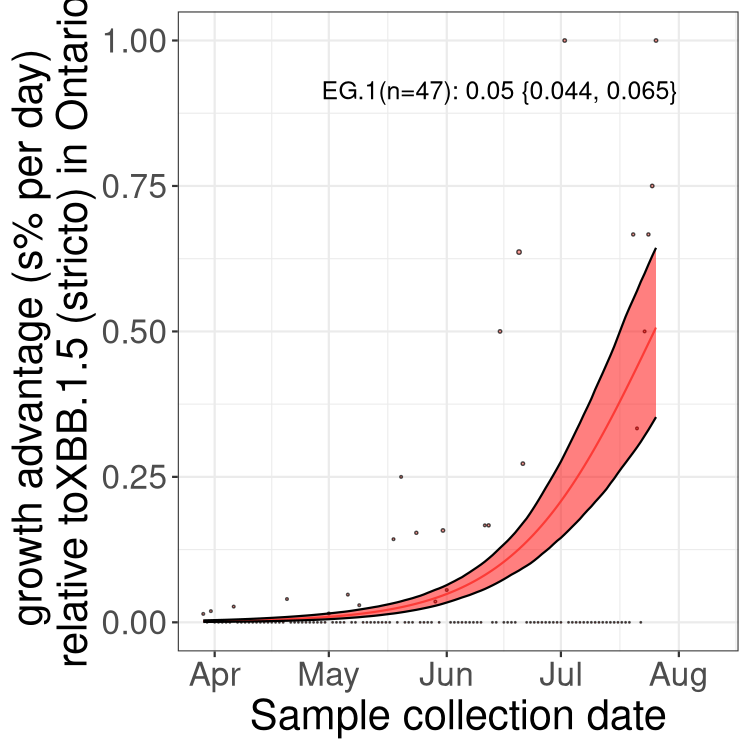 growth advantage (s% per day)
relative toXBB.1.5 (stricto) in Ontario
1.00
0.75
0.50
0.25
0.00
EG.1(n=47): 0.05 {0.044, 0.065}
Apr May Jun Jul Aug
Sample collection date